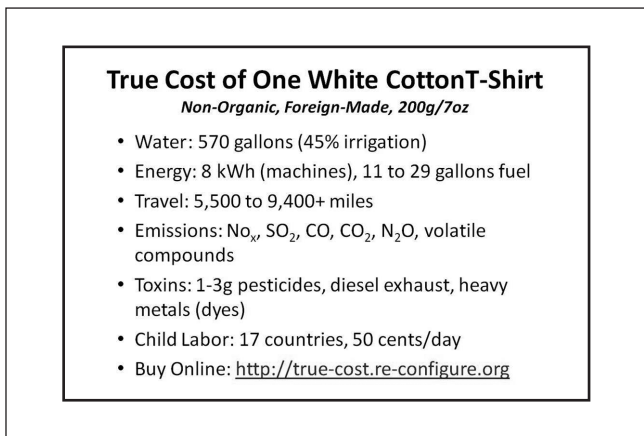 True Cost of One White CottonT-Shirt
Non-Organic, Foreign-Made, 200g/7oz
• Water: 570 gallons (45% irrigation)
• Energy: 8 kWh (machines), 11 to 29 gallons fuel
• Travel: 5,500 to 9,400+ miles
• Emissions: Noₓ, SO₂, CO, CO₂, N₂O, volatile
compounds
• Toxins: 1-3g pesticides, diesel exhaust, heavy
metals (dyes)
• Child Labor: 17 countries, 50 cents/day
• Buy Online: http://true-cost.re-configure.org